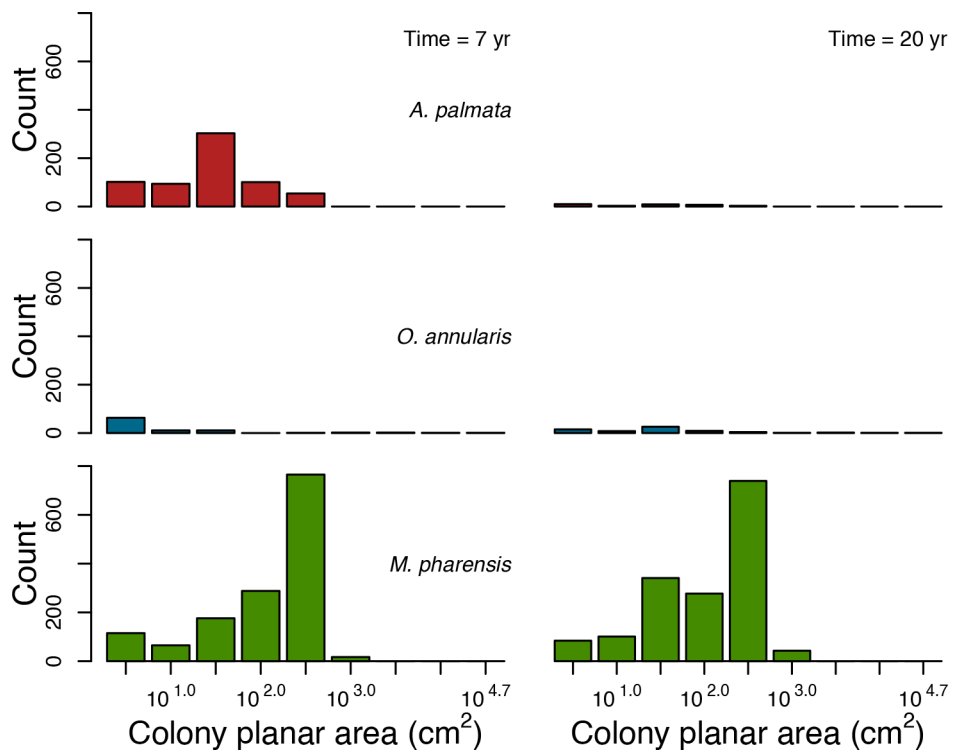 Time = 7 yr
Time = 20 yr
Count
600
200
0
A. palmata
Count
600
200
0
O. annularis
Count
600
200
0
M. pharensis
10^1.0 10^2.0 10^3.0 10^4.7
10^1.0 10^2.0 10^3.0 10^4.7
Colony planar area (cm²)
Colony planar area (cm²)